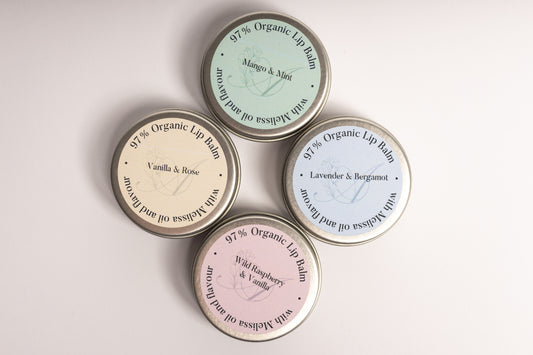 97% Organic Lip Balm
Mango & Mint
with Melissa oil and flavour
97% Organic Lip Balm
Vanilla & Rose
with Melissa oil and flavour
97% Organic Lip Balm
Lavender & Bergamot
with Melissa oil and flavour
97% Organic Lip Balm
Wild Raspberry
& Vanilla
with Melissa oil and flavour